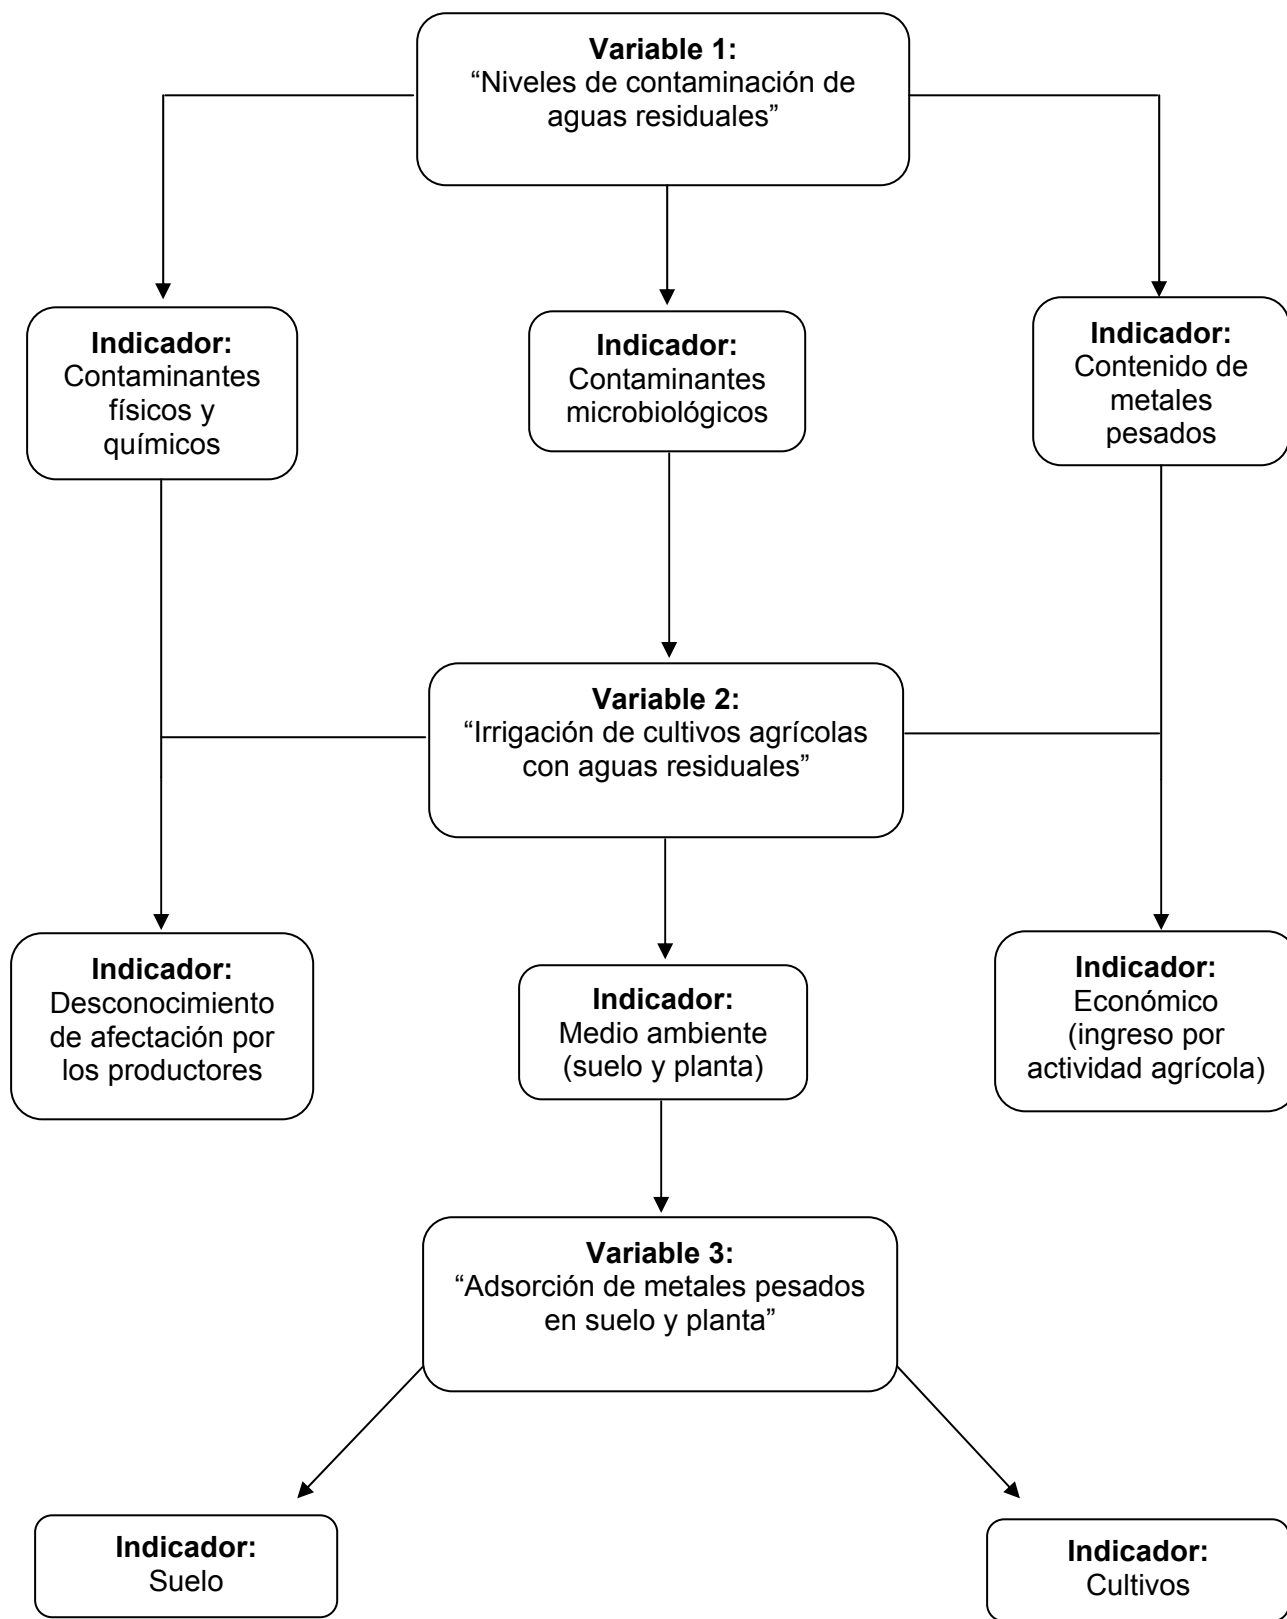 Variable 1:
“Niveles de contaminación de
aguas residuales”
Indicador:
Contaminantes
físicos y
químicos
Indicador:
Contaminantes
microbiológicos
Indicador:
Contenido de
metales
pesados
Variable 2:
“Irrigación de cultivos agrícolas
con aguas residuales”
Indicador:
Desconocimiento
de afectación por
los productores
Indicador:
Medio ambiente
(suelo y planta)
Indicador:
Económico
(ingreso por
actividad agrícola)
Variable 3:
“Adsorción de metales pesados
en suelo y planta”
Indicador:
Suelo
Indicador:
Cultivos